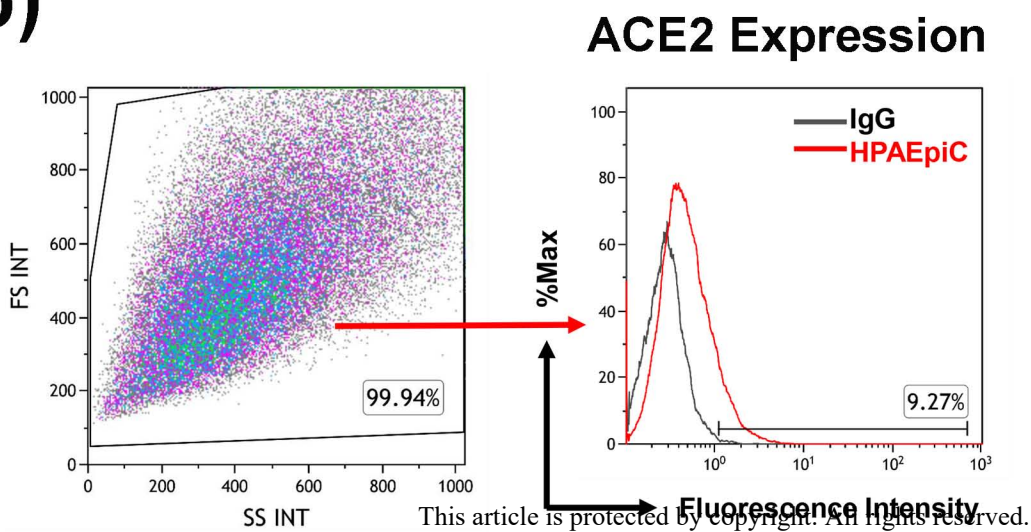 ACE2 Expression
1000
800
600
400
200
0
FS INT
99.94%
0 200 400 600 800 1000
SS INT
%Max
100
80
60
40
20
0
IgG
HPAEpiC
9.27%
10⁰ 10¹ 10² 10³
Fluorescence Intensity
This article is protected by copyright. All rights reserved.